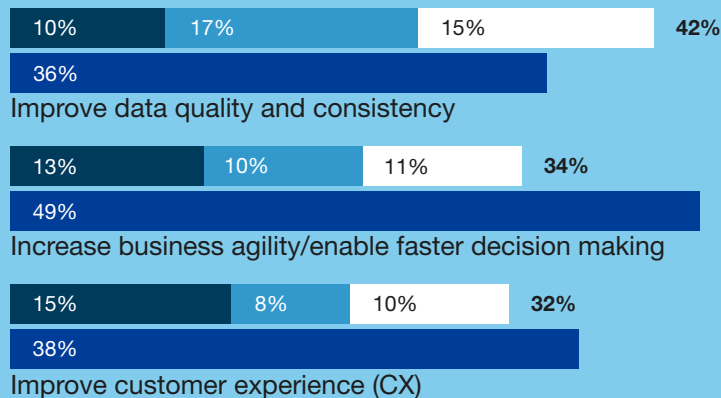 10% 17% 15% 42%
36%
Improve data quality and consistency
13% 10% 11% 34%
49%
Increase business agility/enable faster decision making
15% 8% 10% 32%
38%
Improve customer experience (CX)